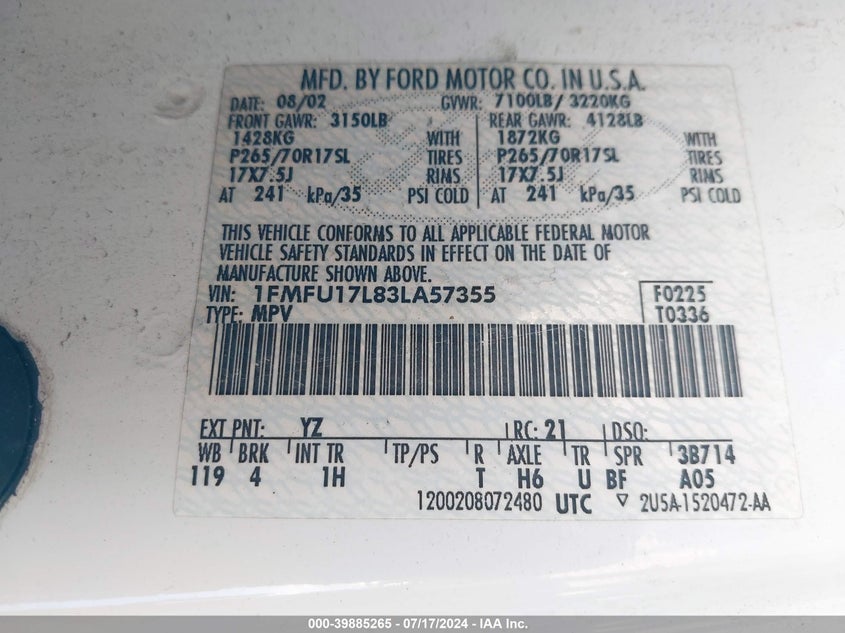 MFD. BY FORD MOTOR CO. IN U.S.A.
DATE: 08/02 GVWR: 7100LB/ 3220KG
FRONT GAWR: 3150LB REAR GAWR: 4128LB
1428KG WITH 1872KG WITH
P265/70R17SL TIRES P265/70R17SL TIRES
17X7.5J RIMS 17X7.5J RIMS
AT 241 kPa/35 PSI COLD AT 241 kPa/35 PSI COLD
THIS VEHICLE CONFORMS TO ALL APPLICABLE FEDERAL MOTOR
VEHICLE SAFETY STANDARDS IN EFFECT ON THE DATE OF
MANUFACTURE SHOWN ABOVE.
VIN: 1FMFU17L83LA57355 F0225
TYPE: MPV T0336
EXT PNT: YZ RC: 21 DSO:
WB BRK INT TR TP/PS R AXLE TR SPR 3B714
119 4 1H T H6 U BF A05
1200208072480 UTC ▽ 2U5A-1520472-AA
000-39885265 - 07/17/2024 - IAA Inc.